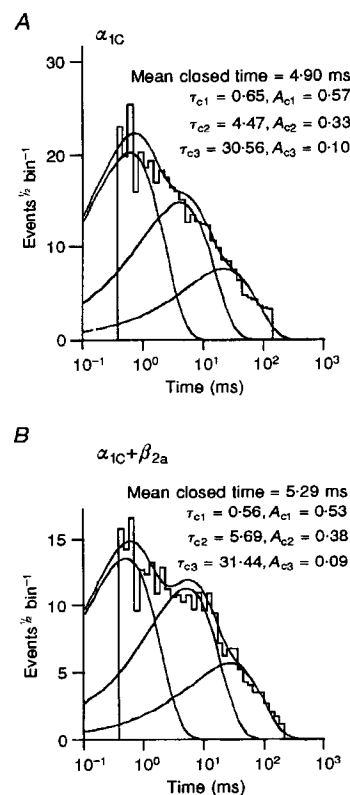 A
α1C
Mean closed time = 4·90 ms
τc1 = 0·65, Ac1 = 0·57
τc2 = 4·47, Ac2 = 0·33
τc3 = 30·56, Ac3 = 0·10
Events½ bin⁻¹
30
20
10
0
10⁻¹ 10⁰ 10¹ 10² 10³
Time (ms)
B
α1C+β2a
Mean closed time = 5·29 ms
τc1 = 0·56, Ac1 = 0·53
τc2 = 5·69, Ac2 = 0·38
τc3 = 31·44, Ac3 = 0·09
Events½ bin⁻¹
15
10
5
0
10⁻¹ 10⁰ 10¹ 10² 10³
Time (ms)